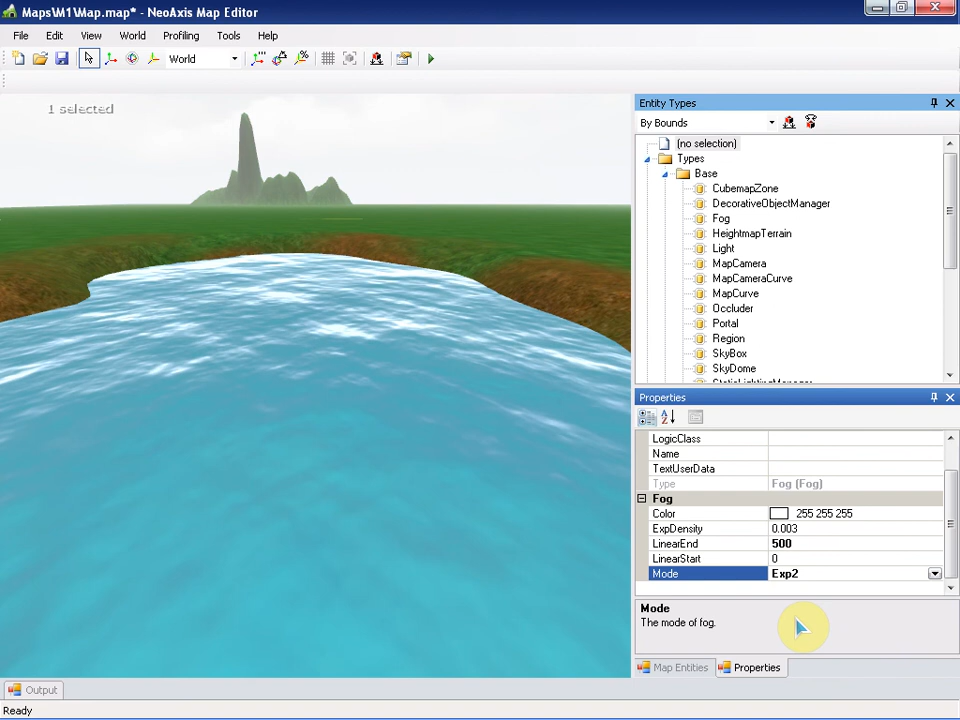 Maps\M1\Map.map* - NeoAxis Map Editor
File Edit View World Profiling Tools Help
World
1 selected
Entity Types
By Bounds
(no selection)
Types
Base
CubemapZone
DecorativeObjectManager
Fog
HeightmapTerrain
Light
MapCamera
MapCameraCurve
MapCurve
Occluder
Portal
Region
SkyBox
SkyDome
StaticLightingManager
Properties
LogicClass
Name
TextUserData
Type Fog (Fog)
Fog
Color 255 255 255
ExpDensity 0.003
LinearEnd 500
LinearStart 0
Mode Exp2
Mode
The mode of fog.
Map Entities Properties
Output
Ready